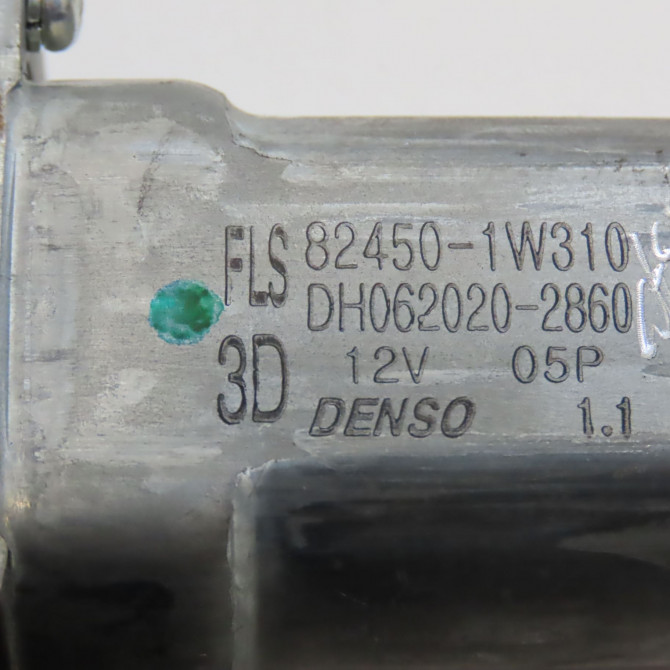 FLS 82450-1W310
DH062020-2860
3D 12V 05P
DENSO 1.1